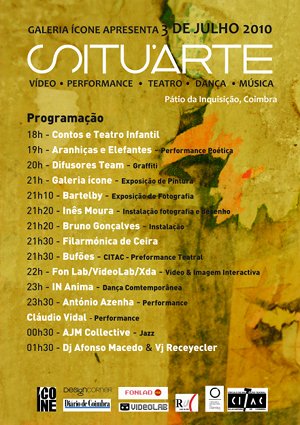 GALERIA ÍCONE APRESENTA 3 DE JULHO 2010
SITU'ARTE
VÍDEO • PERFORMANCE • TEATRO • DANÇA • MÚSICA
Pátio da Inquisição, Coimbra
Programação
18h - Contos e Teatro Infantil
19h - Aranhiças e Elefantes - Performance Poética
20h - Difusores Team - Graffiti
21h - Galeria ícone - Exposição de Pintura
21h10 - Bartelby - Exposição de Fotografia
21h20 - Inês Moura - Instalação fotografia e desenho
21h20 - Bruno Gonçalves - Instalação
21h30 - Filarmónica de Ceira
21h30 - Bufões - CITAC - Preformance Teatral
22h - Fon Lab/VideoLab/Xda - Video & Imagem Interactiva
23h - IN Anima - Dança Comtemporânea
23h30 - António Azenha - Performance
Cláudio Vidal - Performance
00h30 - AJM Collective - Jazz
01h30 - Dj Afonso Macedo & Vj Receyecler
ICONE
DESIGNCORNER
Diário de Coimbra
FONLAB
VIDEOLAB
CITAC